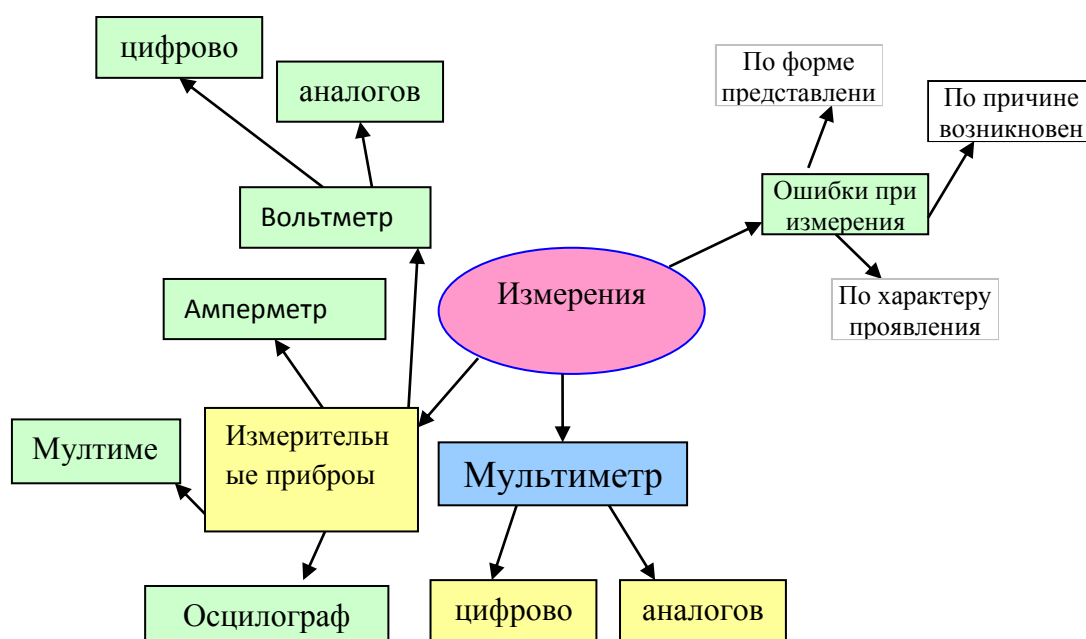 цифрово
аналогов
По форме
представлени
По причине
возникновен
Вольтметр
Ошибки при
измерения
Измерения
Амперметр
По характеру
проявления
Мултиме
Измерительн
ые приброы
Мультиметр
Осцилограф
цифрово
аналогов